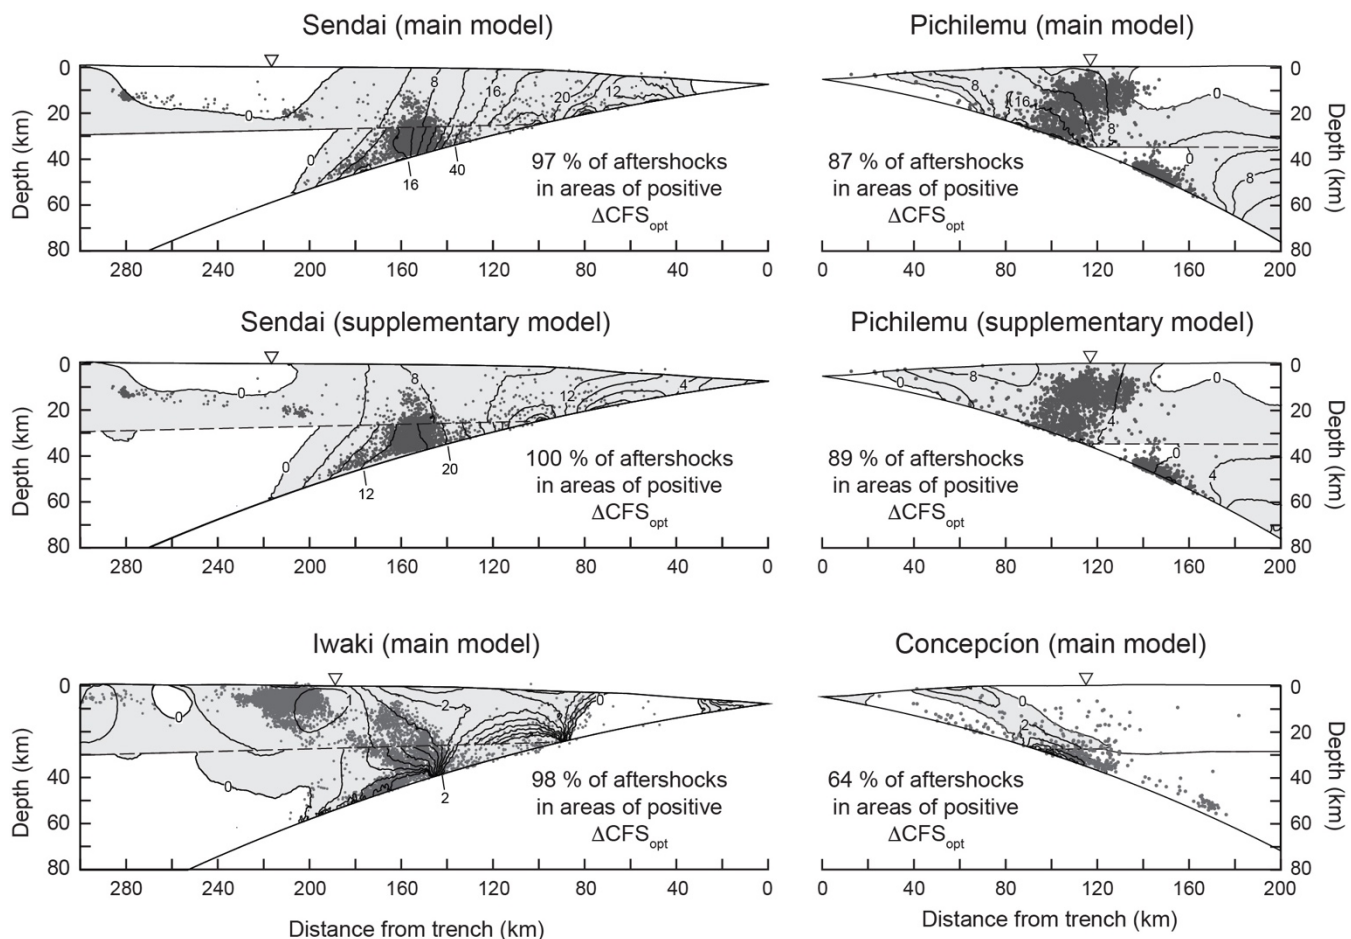 Sendai (main model)
Depth (km)
0
20
40
60
80
0 0 8 16 20 12 16 40
97 % of aftershocks
in areas of positive
ΔCFSopt
280 240 200 160 120 80 40 0
Pichilemu (main model)
8 16 8 0 0 8
87 % of aftershocks
in areas of positive
ΔCFSopt
0
20
40
60
80
Depth (km)
0 40 80 120 160 200
Sendai (supplementary model)
Depth (km)
0
20
40
60
80
0 0 8 12 4 12 20
100 % of aftershocks
in areas of positive
ΔCFSopt
280 240 200 160 120 80 40 0
Pichilemu (supplementary model)
0 8 4 0 0 4
89 % of aftershocks
in areas of positive
ΔCFSopt
0
20
40
60
80
Depth (km)
0 40 80 120 160 200
Iwaki (main model)
Depth (km)
0
20
40
60
80
0 0 1 2 0 2
98 % of aftershocks
in areas of positive
ΔCFSopt
280 240 200 160 120 80 40 0
Distance from trench (km)
Concepcíon (main model)
0 2
64 % of aftershocks
in areas of positive
ΔCFSopt
0
20
40
60
80
Depth (km)
0 40 80 120 160 200
Distance from trench (km)